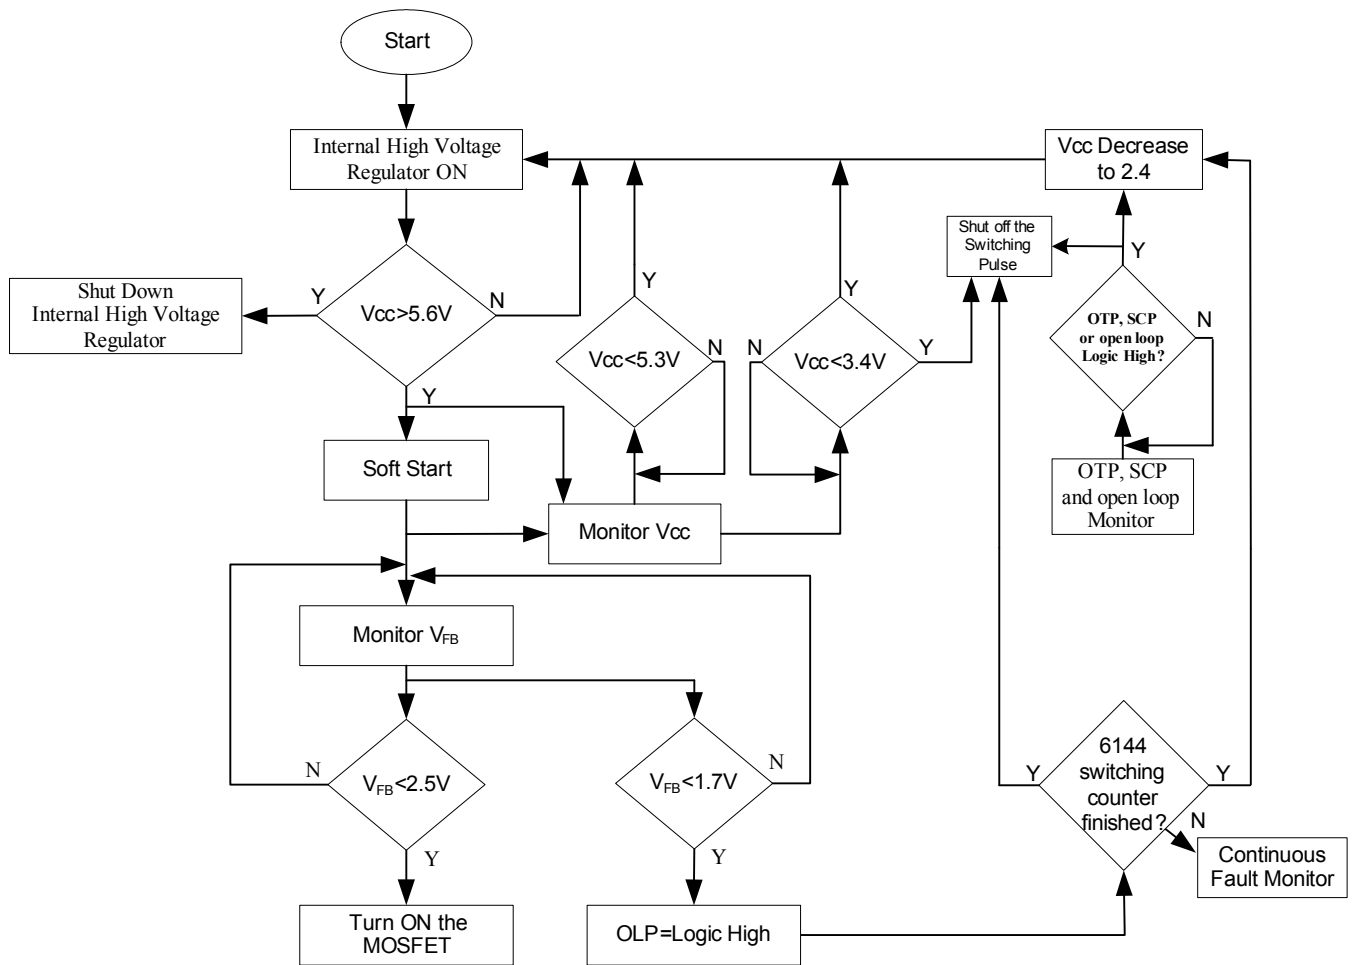 Start
Internal High Voltage
Regulator ON
Vcc Decrease
to 2.4
Shut off the
Switching
Pulse
Y
Shut Down
Internal High Voltage
Regulator
Y
Vcc>5.6V
N
Y
Vcc<5.3V
N
Y
N
Vcc<3.4V
Y
OTP, SCP
or open loop
Logic High?
N
Y
Soft Start
Monitor Vcc
OTP, SCP
and open loop
Monitor
Monitor VFB
N
VFB<2.5V
Y
VFB<1.7V
N
Y
Y
6144
switching
counter
finished?
Y
N
Continuous
Fault Monitor
Turn ON the
MOSFET
OLP=Logic High